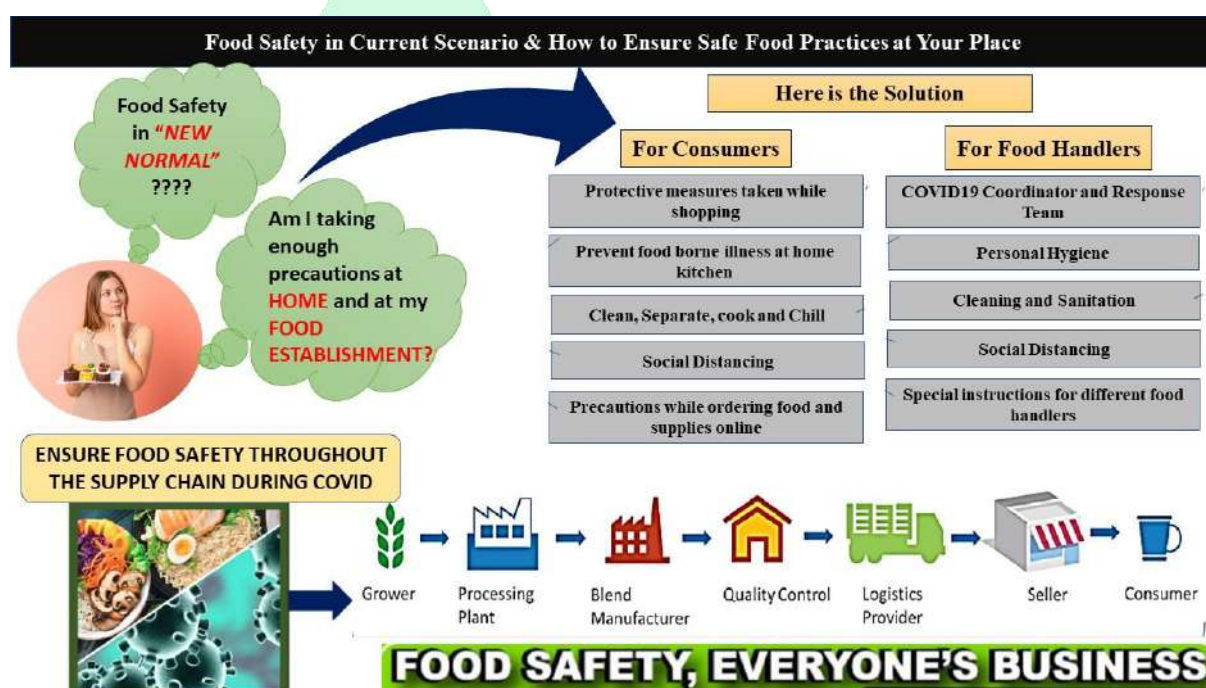 Food Safety in Current Scenario & How to Ensure Safe Food Practices at Your Place
Food Safety
in “NEW
NORMAL”
????
Am I taking
enough
precautions at
HOME and at my
FOOD
ESTABLISHMENT?
Here is the Solution
For Consumers
Protective measures taken while
shopping
Prevent food borne illness at home
kitchen
Clean, Separate, cook and Chill
Social Distancing
Precautions while ordering food and
supplies online
For Food Handlers
COVID19 Coordinator and Response
Team
Personal Hygiene
Cleaning and Sanitation
Social Distancing
Special instructions for different food
handlers
ENSURE FOOD SAFETY THROUGHOUT
THE SUPPLY CHAIN DURING COVID
Grower
Processing
Plant
Blend
Manufacturer
Quality Control
Logistics
Provider
Seller
Consumer
FOOD SAFETY, EVERYONE’S BUSINESS